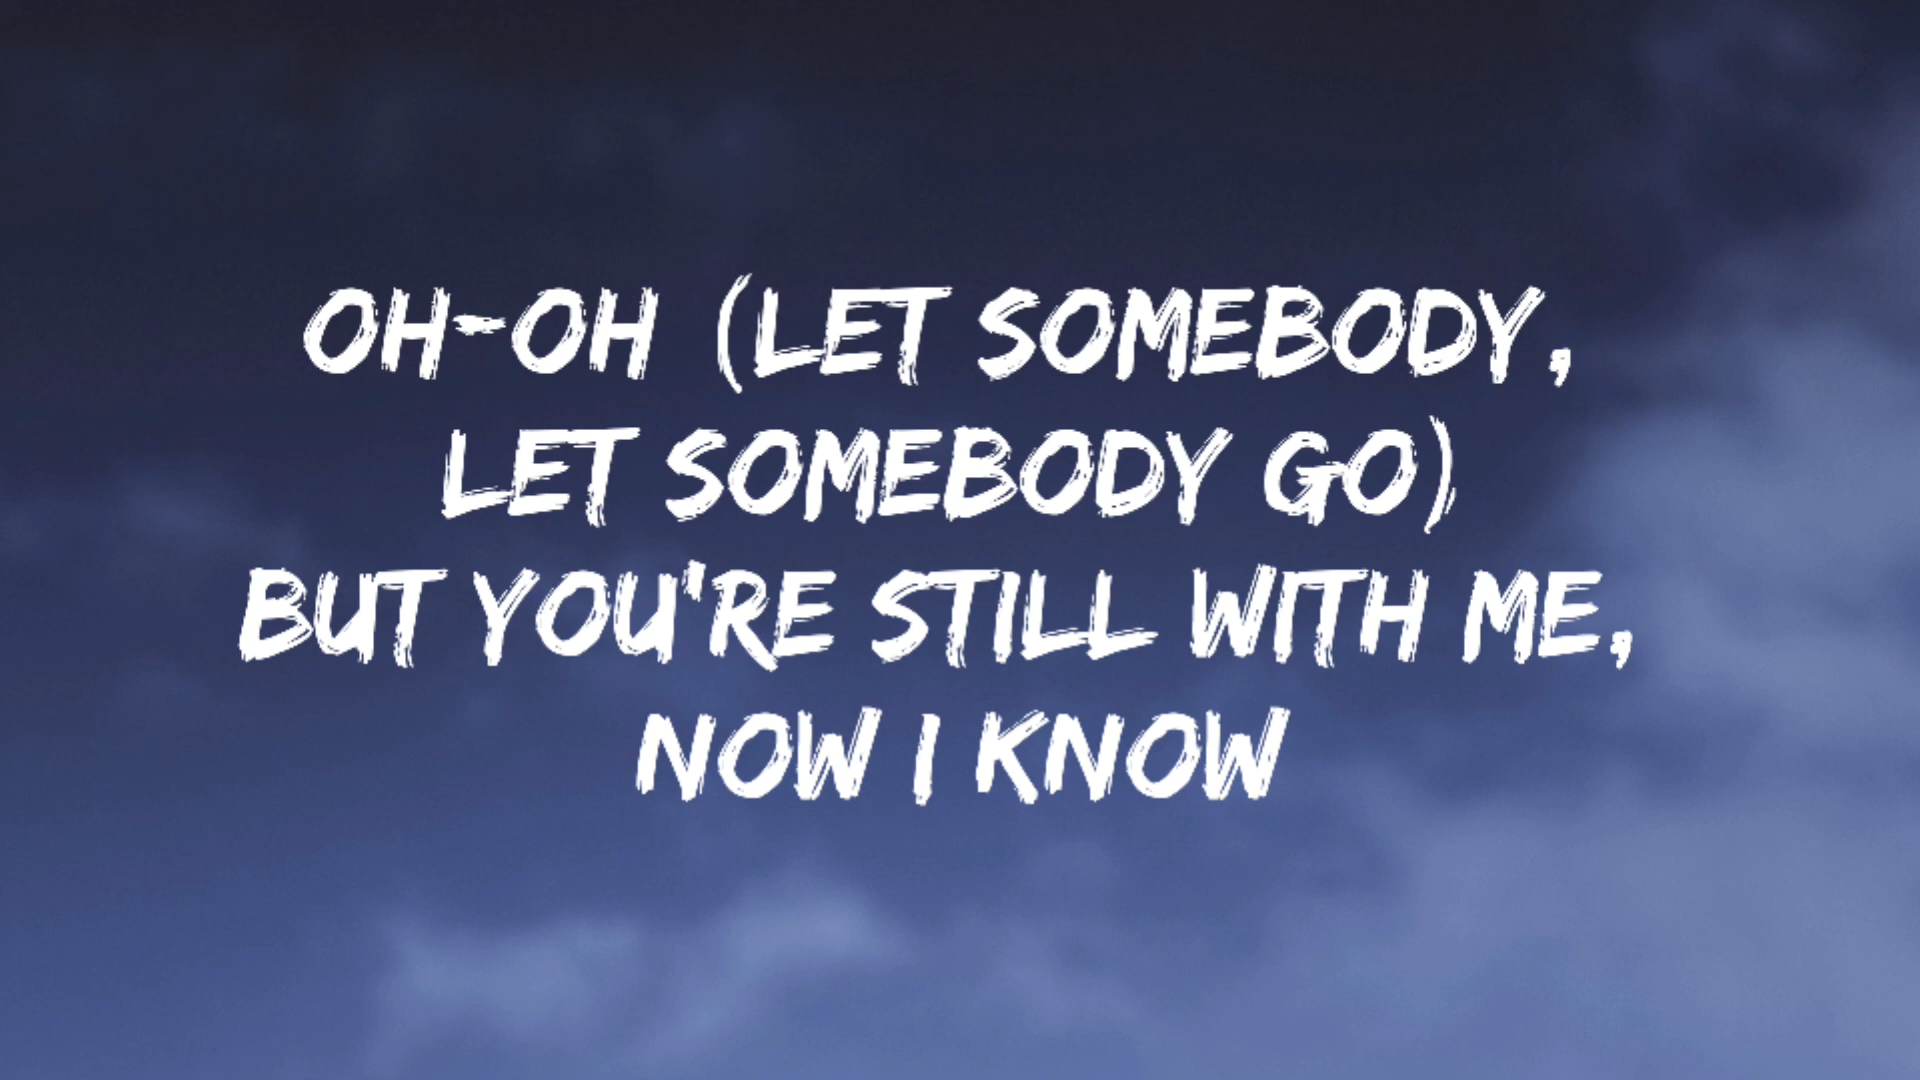 OH-OH (LET SOMEBODY,
LET SOMEBODY GO)
BUT YOU'RE STILL WITH ME,
NOW I KNOW